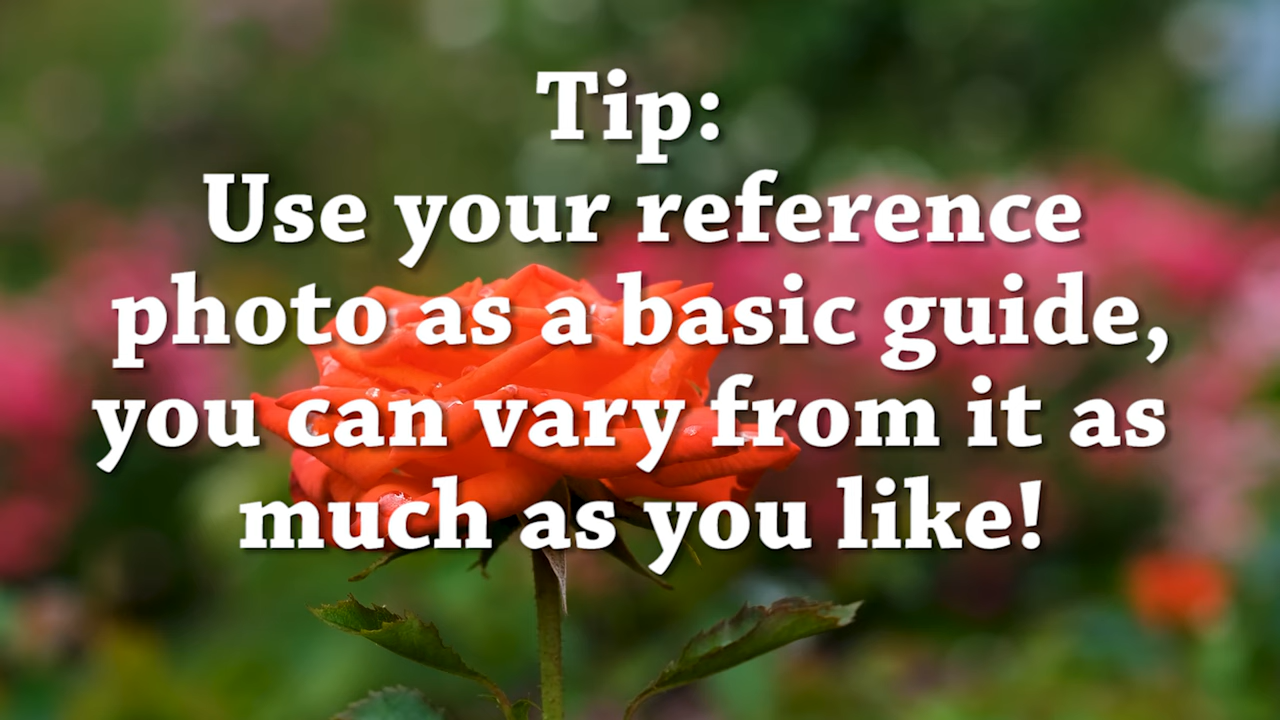 Tip:
Use your reference
photo as a basic guide,
you can vary from it as
much as you like!